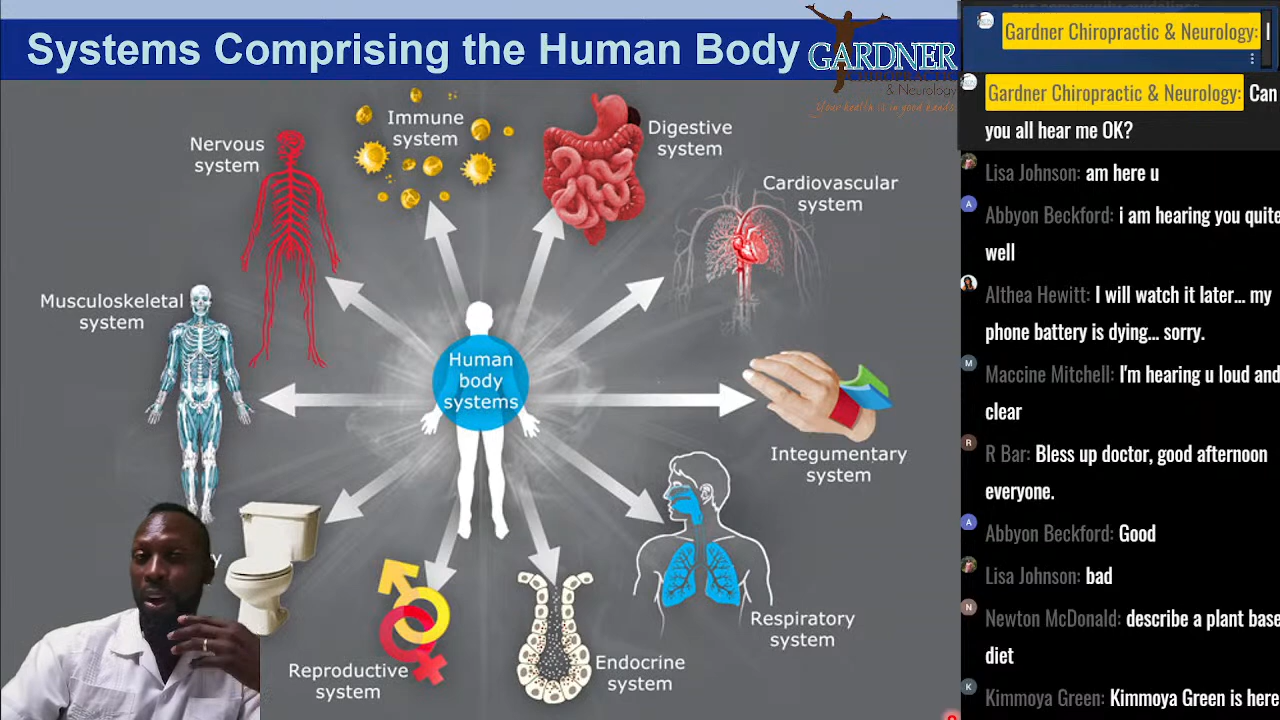 Systems Comprising the Human Body
GARDNER
CHIROPRACTIC
& Neurology
Your health is in good hands.
Nervous
system
Immune
system
Digestive
system
Cardiovascular
system
Musculoskeletal
system
Human
body
systems
Integumentary
system
y
Respiratory
system
Reproductive
system
Endocrine
system
Gardner Chiropractic & Neurology: I
Gardner Chiropractic & Neurology: Can
you all hear me OK?
Lisa Johnson: am here u
Abbyon Beckford: i am hearing you quite
well
Althea Hewitt: I will watch it later... my
phone battery is dying... sorry.
Maccine Mitchell: I'm hearing u loud and
clear
R Bar: Bless up doctor, good afternoon
everyone.
Abbyon Beckford: Good
Lisa Johnson: bad
Newton McDonald: describe a plant base
diet
Kimmoya Green: Kimmoya Green is here